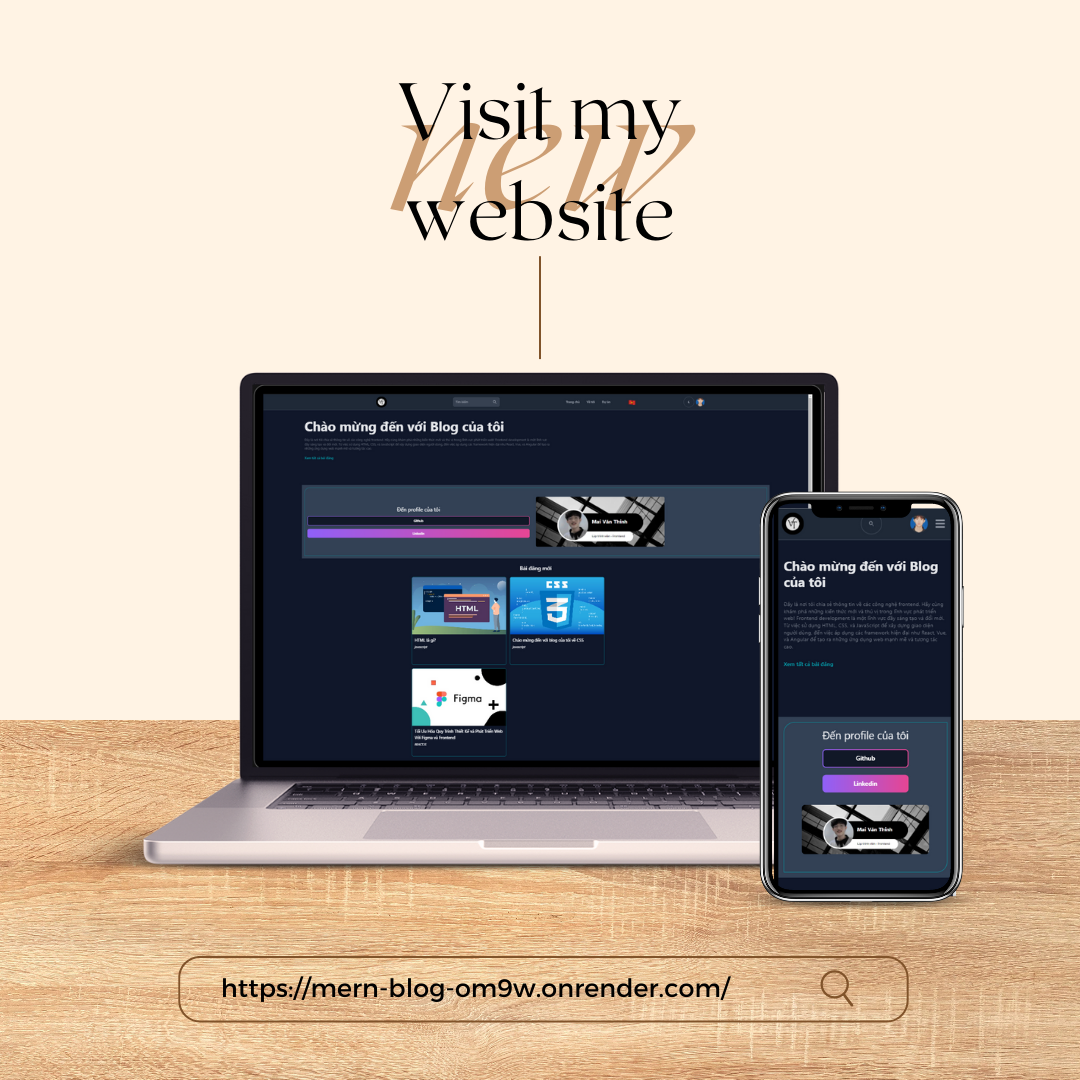 Visit my
new
website
Chào mừng đến với Blog của tôi
Xem tất cả bài đăng
Đến profile của tôi
Github
Linkedin
Mai Văn Thỉnh
Bài đăng mới
HTML
HTML là gì?
Javascript
CSS
3
Chào mừng đến với blog của tôi về CSS
Javascript
Figma
Tối Ưu Hóa Quy Trình Thiết Kế và Phát Triển Web
Với Figma và Frontend
Chào mừng đến với Blog
của tôi
Đây là nơi tôi chia sẻ thông tin về các công nghệ frontend. Hãy cùng
khám phá những kiến thức mới và thú vị trong lĩnh vực phát triển
web! Frontend development là một lĩnh vực đầy sáng tạo và đổi mới.
Từ việc sử dụng HTML, CSS, và JavaScript để xây dựng giao diện
người dùng, đến việc áp dụng các framework hiện đại như React, Vue,
và Angular để tạo ra những ứng dụng web mạnh mẽ và tương tác
cao.
Xem tất cả bài đăng
Đến profile của tôi
Github
Linkedin
Mai Văn Thỉnh
https://mern-blog-om9w.onrender.com/